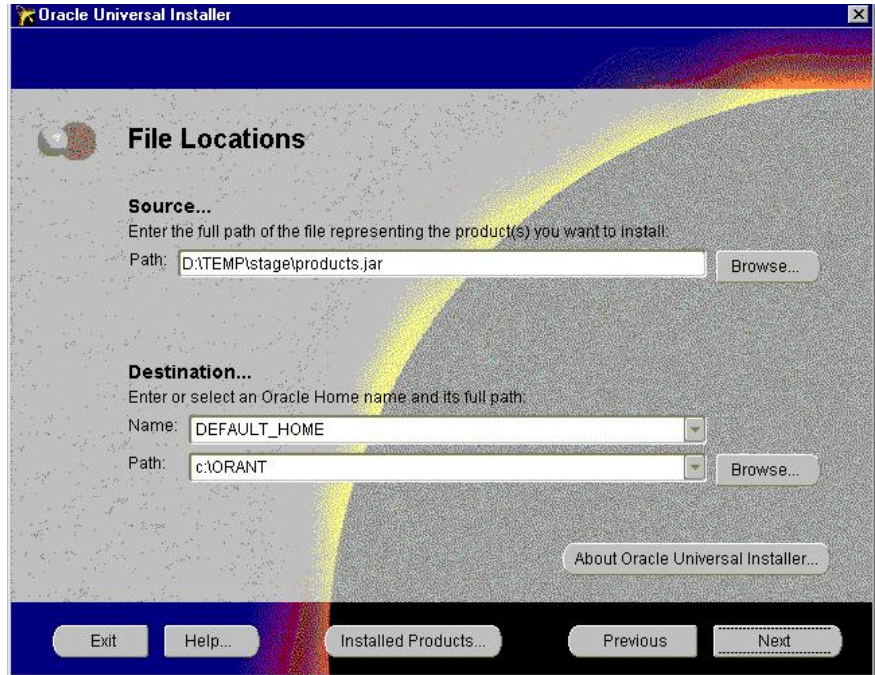 Oracle Universal Installer
File Locations
Source...
Enter the full path of the file representing the product(s) you want to install:
Path: D:\TEMP\stage\products.jar Browse...
Destination...
Enter or select an Oracle Home name and its full path:
Name: DEFAULT_HOME
Path: c:\ORANT Browse...
About Oracle Universal Installer...
Exit Help... Installed Products... Previous Next